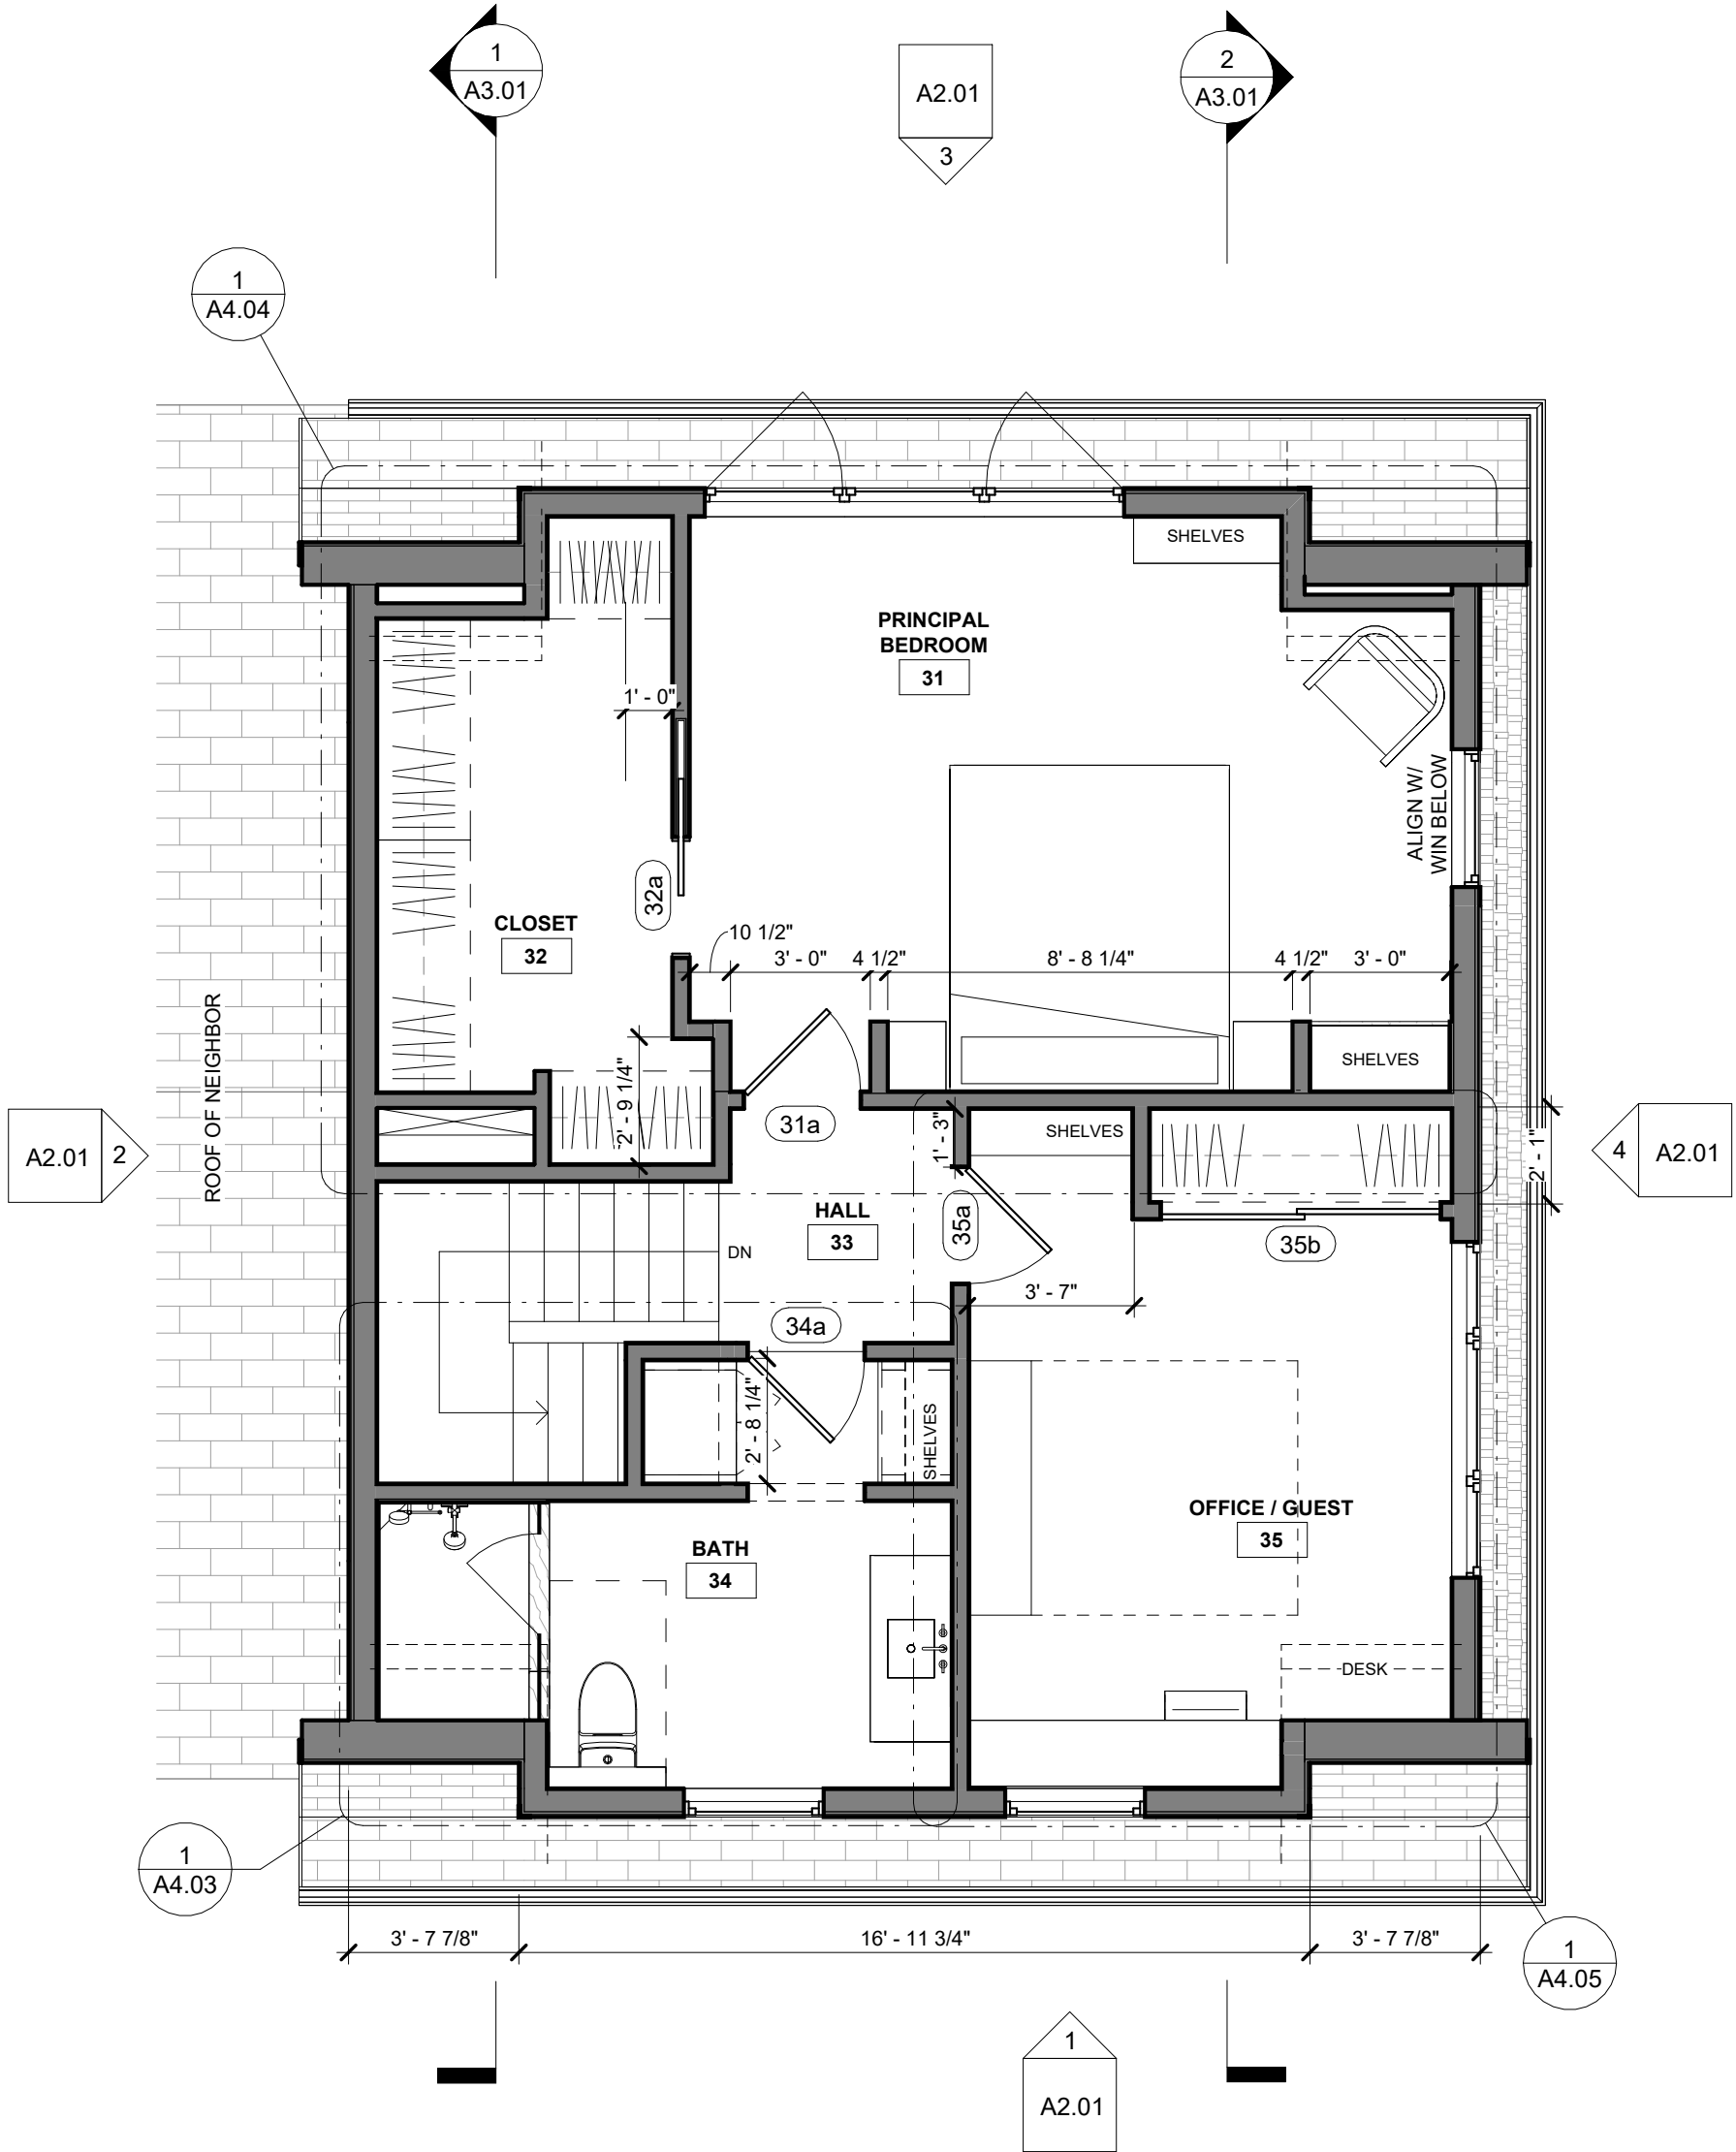 1
A3.01
A2.01
3
2
A3.01
1
A4.04
SHELVES
PRINCIPAL
BEDROOM
31
1' - 0"
ALIGN W/
WIN BELOW
32a
CLOSET
32
10 1/2"
3' - 0"
4 1/2"
8' - 8 1/4"
4 1/2"
3' - 0"
ROOF OF NEIGHBOR
SHELVES
2' - 9 1/4"
31a
1' - 3"
SHELVES
2' - 1"
A2.01
2
4
A2.01
HALL
33
35a
35b
DN
3' - 7"
34a
2' - 8 1/4"
SHELVES
OFFICE / GUEST
35
BATH
34
DESK
1
A4.03
3' - 7 7/8"
16' - 11 3/4"
3' - 7 7/8"
1
A4.05
1
A2.01